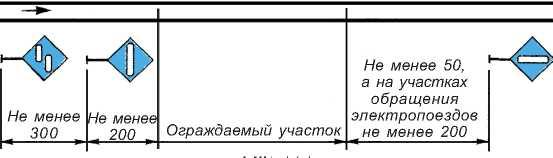 Не менее
300
Не менее
200
Ограждаемый участок
Не менее 50,
а на участках
обращения
электропоездов
не менее 200